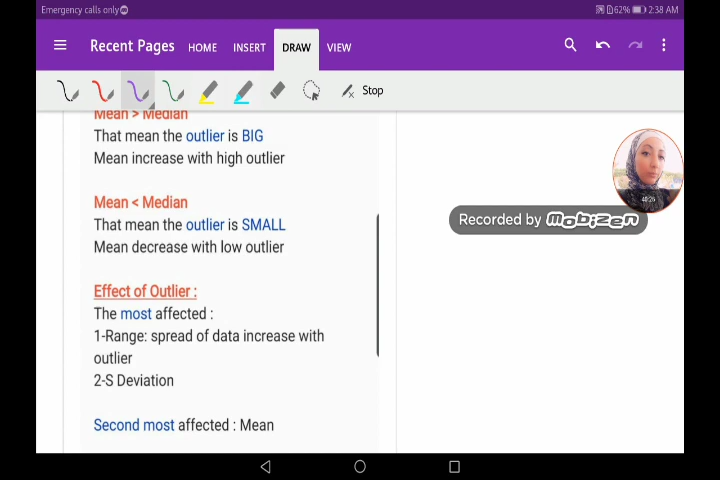 Emergency calls only
62% 2:38 AM
Recent Pages HOME INSERT DRAW VIEW
Stop
Mean > Median
That mean the outlier is BIG
Mean increase with high outlier
40:26
Recorded by Mobizen
Mean < Median
That mean the outlier is SMALL
Mean decrease with low outlier
Effect of Outlier :
The most affected :
1-Range: spread of data increase with
outlier
2-S Deviation
Second most affected : Mean